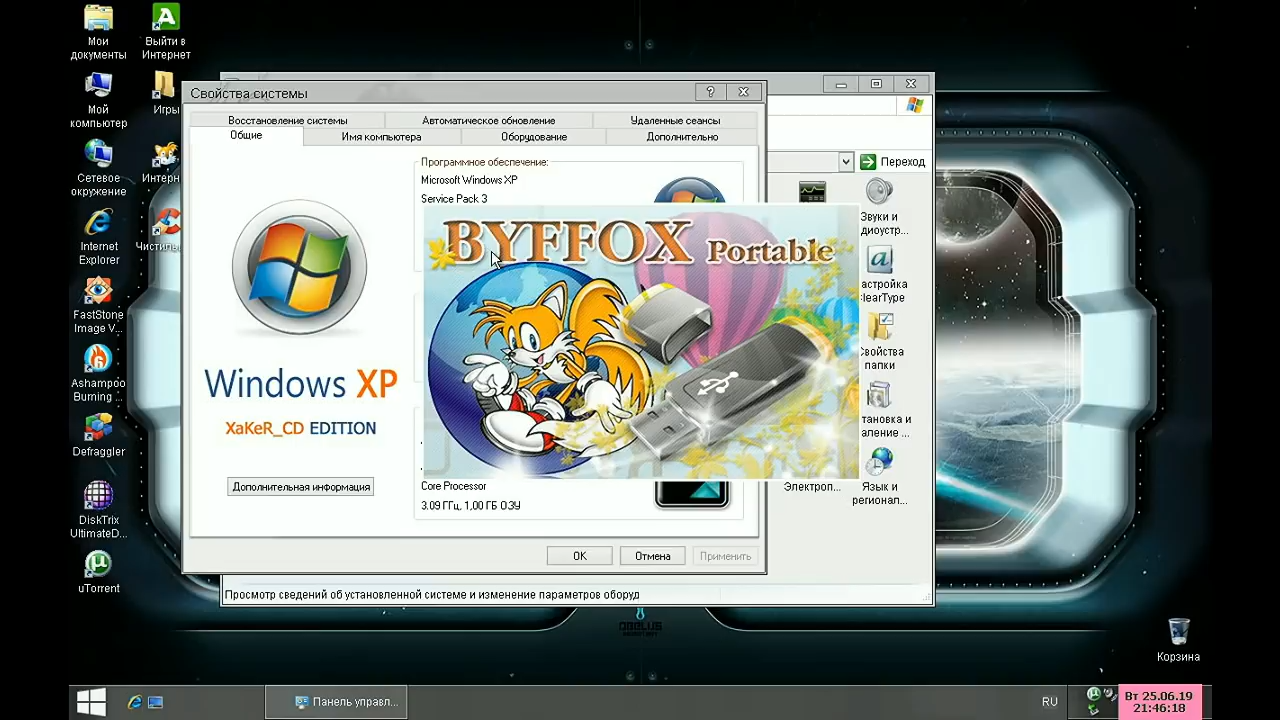 Мои
документы
Выйти в
Интернет
Мой
компьютер
Игры
Сетевое
окружение
Интерн
Internet
Explorer
Чистиль
FastStone
Image V...
Ashampoo
Burning ...
Defraggler
DiskTrix
UltimateD...
uTorrent
Свойства системы
Восстановление системы
Автоматическое обновление
Удаленные сеансы
Общие
Имя компьютера
Оборудование
Дополнительно
Программное обеспечение:
Microsoft Windows XP
Service Pack 3
Windows XP
XaKeR_CD EDITION
Дополнительная информация
BYFFOX Portable
Core Processor
3.09 ГГц, 1,00 ГБ ОЗУ
OK
Отмена
Применить
Переход
Звуки и
диоустр...
астройка
ClearType
Свойства
папки
тановка и
аление ...
Электроп...
Язык и
регионал...
Просмотр сведений об установленной системе и изменение параметров оборуд
Корзина
Панель управл...
RU
Вт 25.06.19
21:46:18